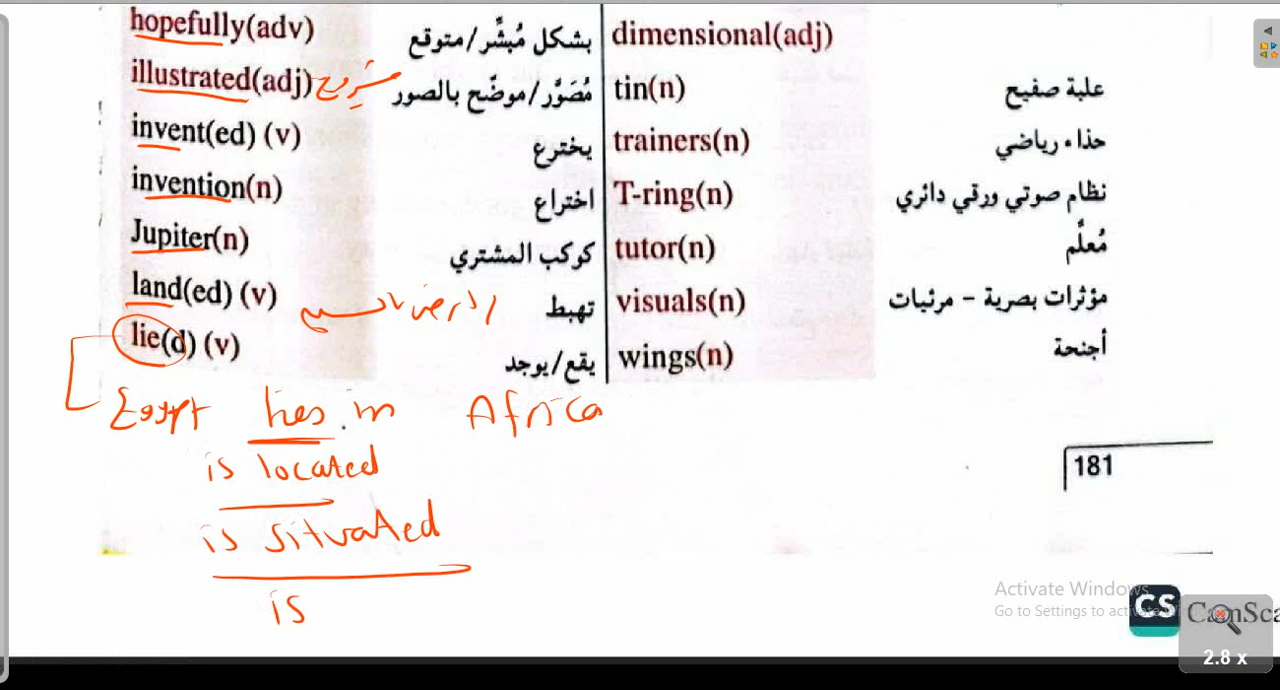 hopefully(adv) بشكل مُبشِّر/متوقع
illustrated(adj) مشروح مُصَوَّر/موضّح بالصور
invent(ed) (v) يخترع
invention(n) اختراع
Jupiter(n) كوكب المشتري
land(ed) (v) تهبط
lie(d) (v) يقع/يوجد
dimensional(adj)
tin(n) علبة صفيح
trainers(n) حذاء رياضي
T-ring(n) نظام صوتي ورقي دائري
tutor(n) مُعلَّم
visuals(n) مؤثرات بصرية – مرئيات
wings(n) أجنحة
Egypt lies in Africa
is located
is situated
is
181
Activate Windows
Go to Settings to activate
CS CamSca
2.8 x